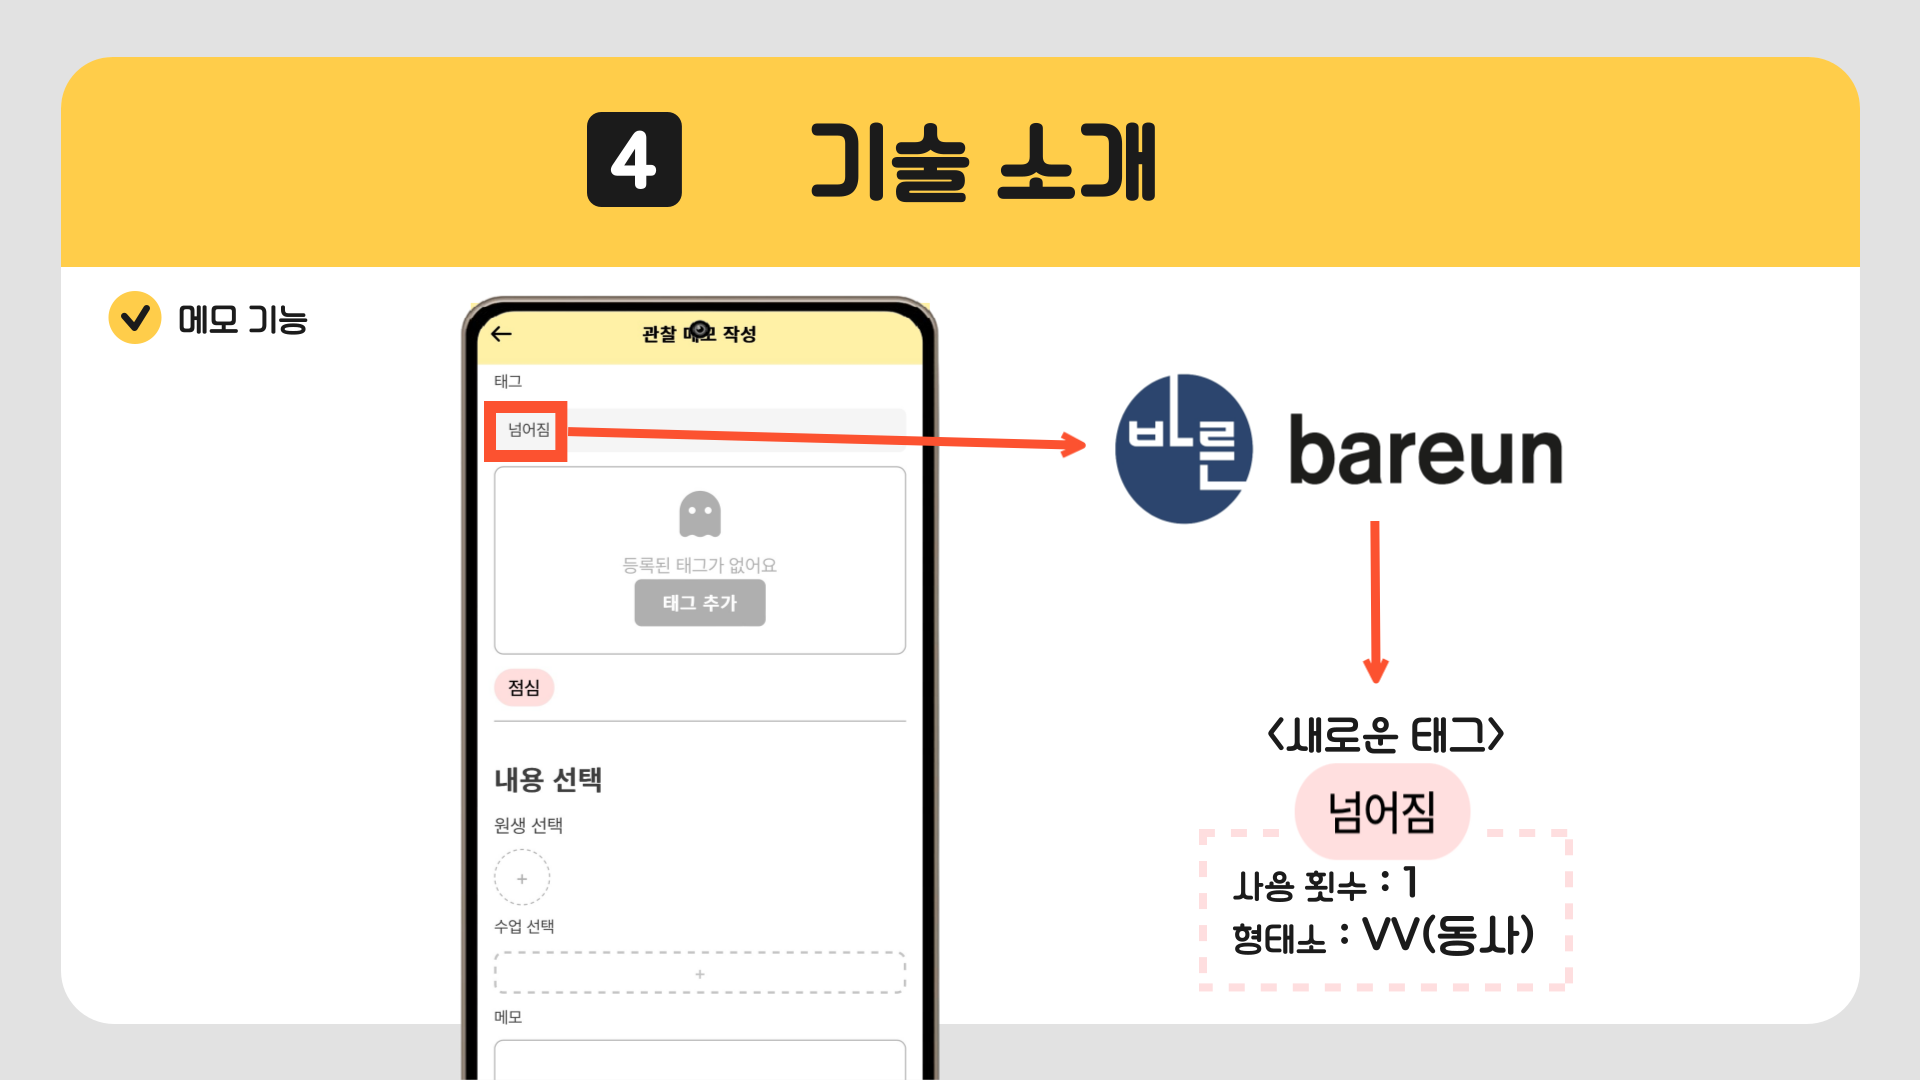 4 기술 소개
메모 기능
관찰 메모 작성
태그
넘어짐
등록된 태그가 없어요
태그 추가
점심
내용 선택
원생 선택
+
수업 선택
+
메모
바른 bareun
<새로운 태그>
넘어짐
사용 횟수 : 1
형태소 : VV(동사)